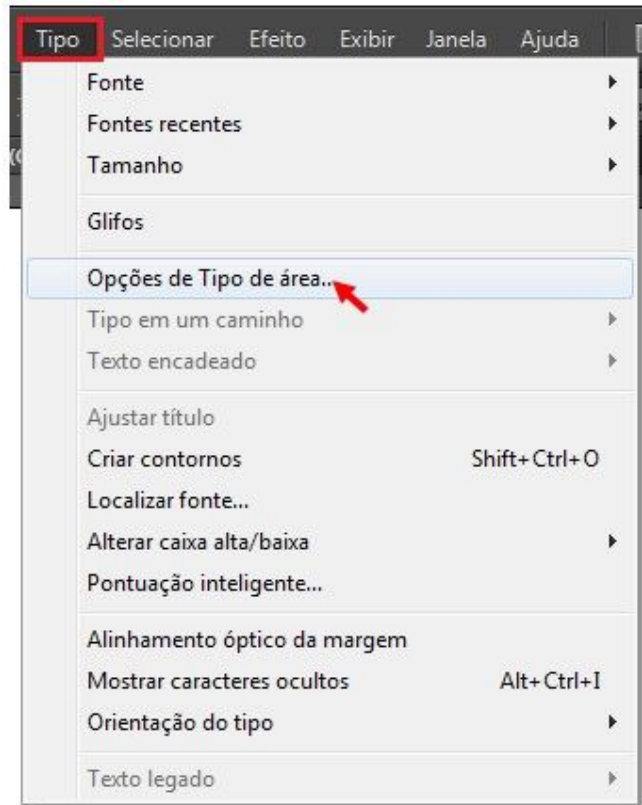 Tipo Selecionar Efeito Exibir Janela Ajuda
Fonte
Fontes recentes
Tamanho
Glifos
Opções de Tipo de área...
Tipo em um caminho
Texto encadeado
Ajustar título
Criar contornos Shift+Ctrl+O
Localizar fonte...
Alterar caixa alta/baixa
Pontuação inteligente...
Alinhamento óptico da margem
Mostrar caracteres ocultos Alt+Ctrl+I
Orientação do tipo
Texto legado